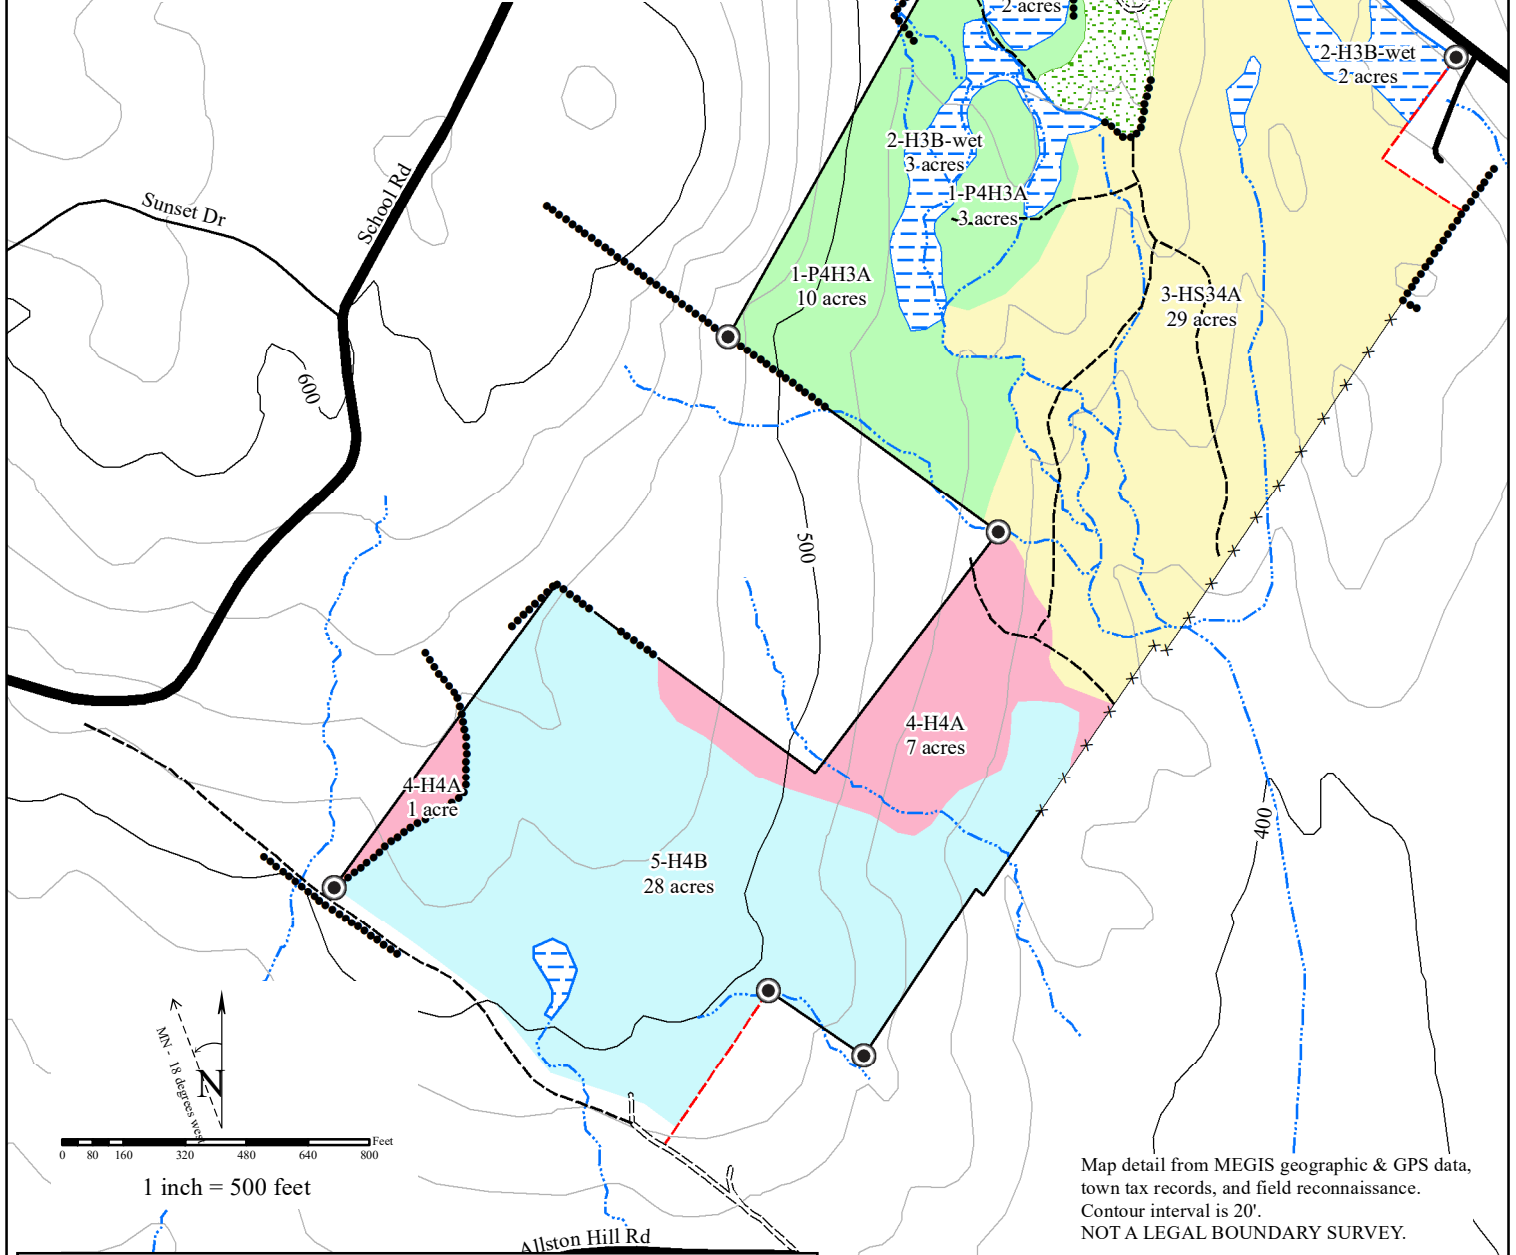 2 acres
2-H3B-wet
2 acres
2-H3B-wet
3 acres
1-P4H3A
3 acres
Sunset Dr
School Rd
1-P4H3A
10 acres
3-HS34A
29 acres
600
500
4-H4A
7 acres
4-H4A
1 acre
400
5-H4B
28 acres
MN - 18 degrees west
N
Feet
0 80 160 320 480 640 800
1 inch = 500 feet
Map detail from MEGIS geographic & GPS data,
town tax records, and field reconnaissance.
Contour interval is 20'.
NOT A LEGAL BOUNDARY SURVEY.
Allston Hill Rd